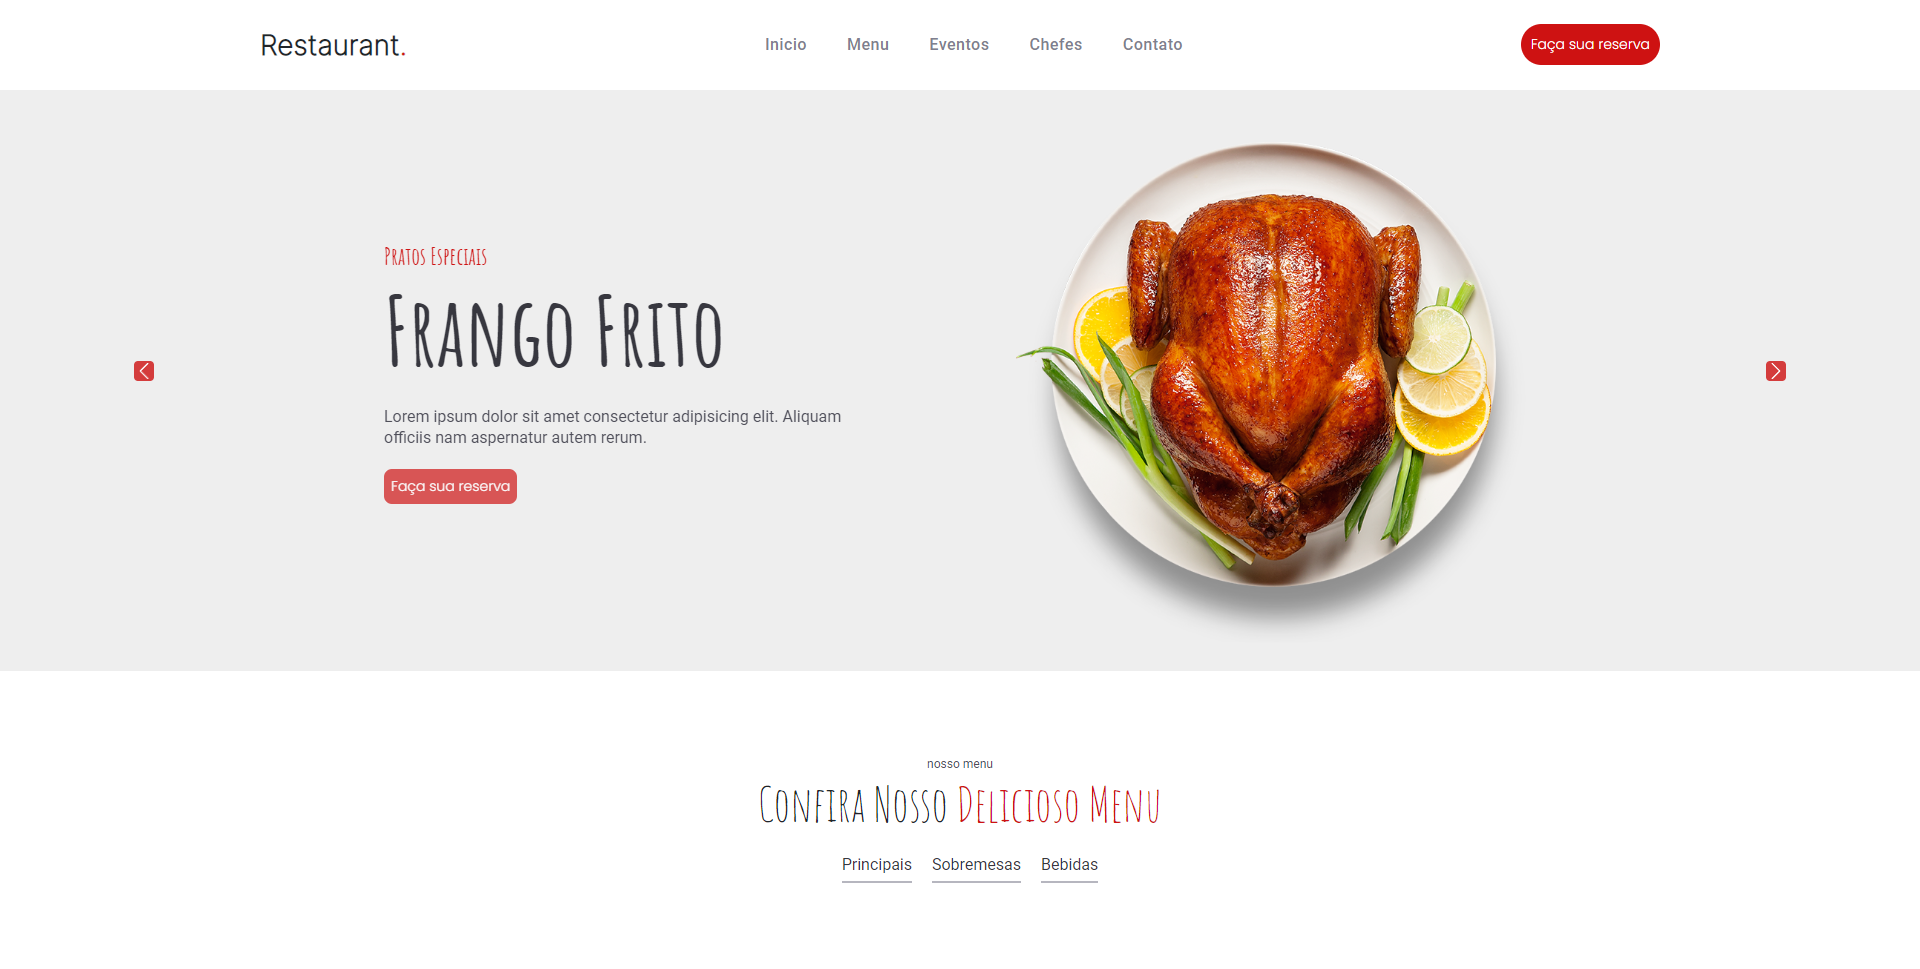 Restaurant.
Inicio Menu Eventos Chefes Contato
Faça sua reserva
Pratos Especiais
Frango Frito
Lorem ipsum dolor sit amet consectetur adipisicing elit. Aliquam
officiis nam aspernatur autem rerum.
Faça sua reserva
nosso menu
Confira Nosso Delicioso Menu
Principais Sobremesas Bebidas